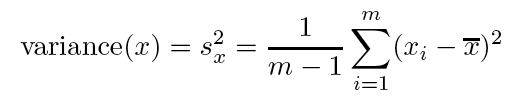 variance(x) = s_x^2 = \frac{1}{m-1} \sum_{i=1}^{m} (x_i - \overline{x})^2